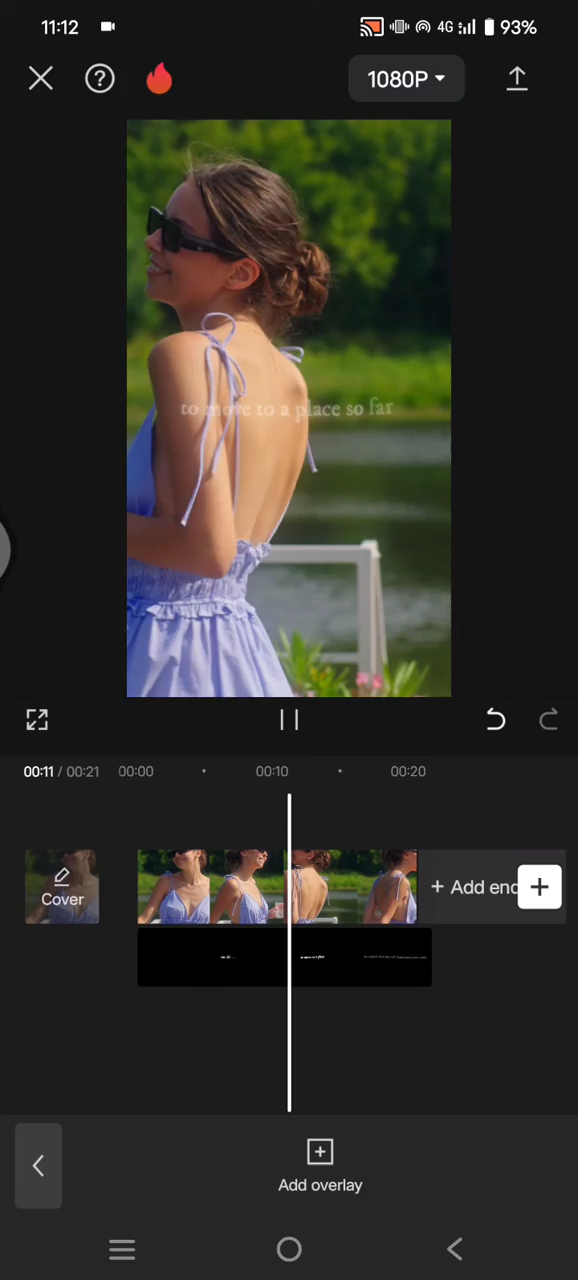 11:12
4G
93%
1080P
to move to a place so far
00:11 / 00:21
00:00
00:10
00:20
Cover
+ Add end
Add overlay